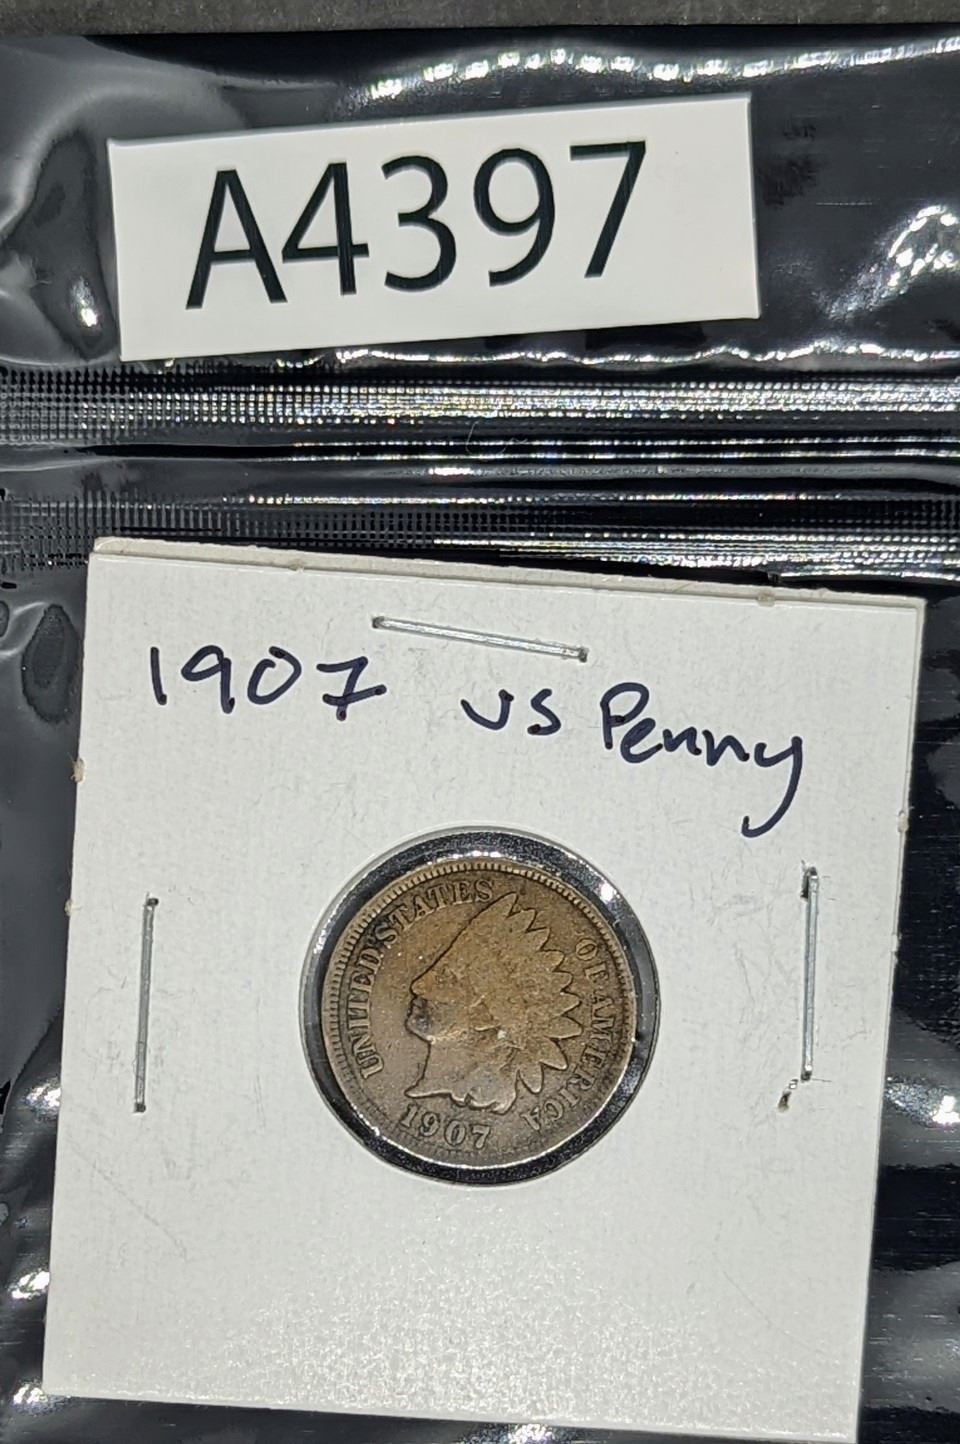 A4397
1907 US Penny
UNITED STATES OF AMERICA
1907